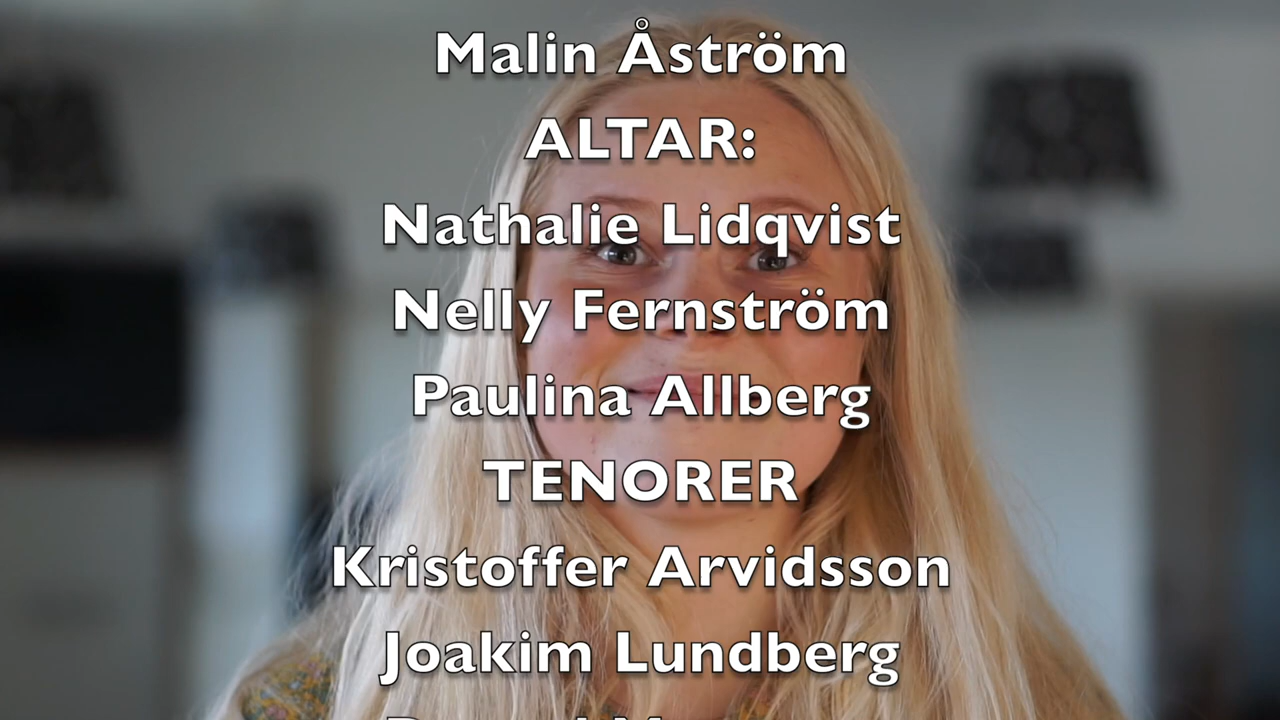 Malin Åström
ALTAR:
Nathalie Lidqvist
Nelly Fernström
Paulina Allberg
TENORER
Kristoffer Arvidsson
Joakim Lundberg